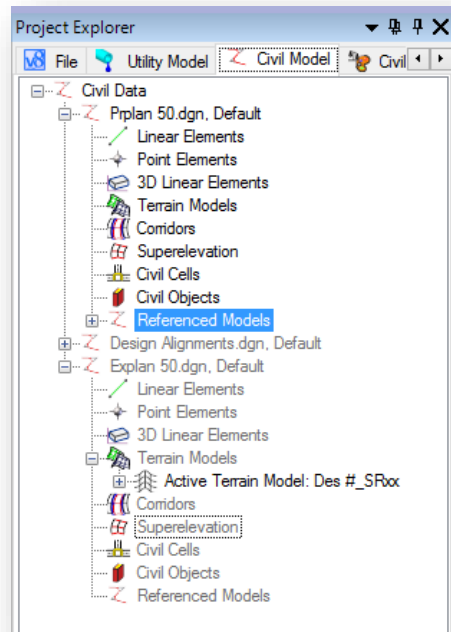 Project Explorer
V8 File Utility Model Civil Model Civil
Civil Data
Prplan 50.dgn, Default
Linear Elements
Point Elements
3D Linear Elements
Terrain Models
Corridors
Superelevation
Civil Cells
Civil Objects
Referenced Models
Design Alignments.dgn, Default
Explan 50.dgn, Default
Linear Elements
Point Elements
3D Linear Elements
Terrain Models
Active Terrain Model: Des #_SRxx
Corridors
Superelevation
Civil Cells
Civil Objects
Referenced Models